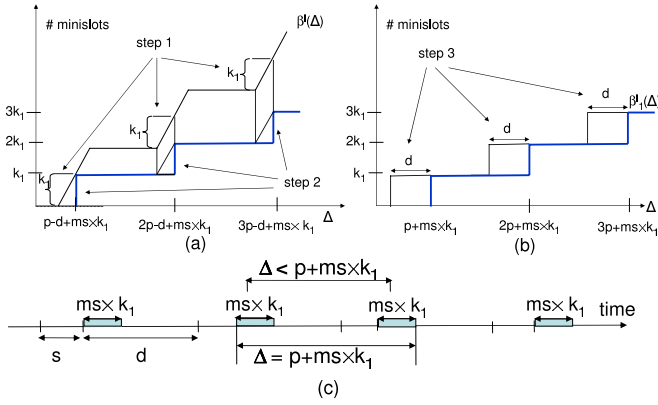 # minislots
step 1
βˡ(Δ)
k₁
k₁
k₁
3k₁
2k₁
k₁
step 2
Δ
p-d+ms×k₁
2p-d+ms×k₁
3p-d+ms×k₁
(a)
# minislots
step 3
d
βˡ₁(Δ)
3k₁
d
2k₁
d
k₁
Δ
p+ms×k₁
2p+ms×k₁
3p+ms×k₁
(b)
Δ < p+ms×k₁
ms×k₁
ms×k₁
ms×k₁
ms×k₁
time
s
d
Δ = p+ms×k₁
(c)